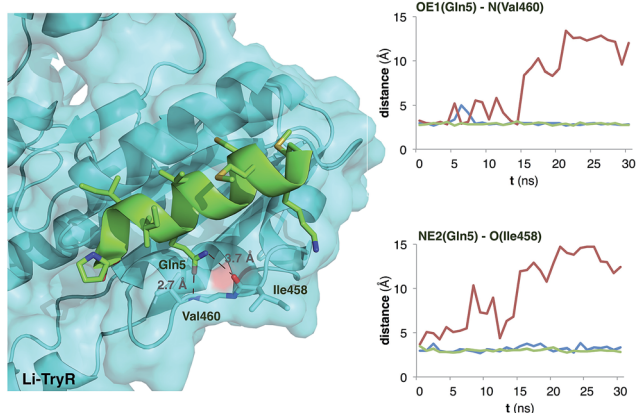 Gln5
3.7 Å
2.7 Å
Ile458
Val460
Li-TryR
OE1(Gln5) - N(Val460)
distance (Å)
15
10
5
0
0 5 10 15 20 25 30
t (ns)
NE2(Gln5) - O(Ile458)
distance (Å)
15
10
5
0
0 5 10 15 20 25 30
t (ns)